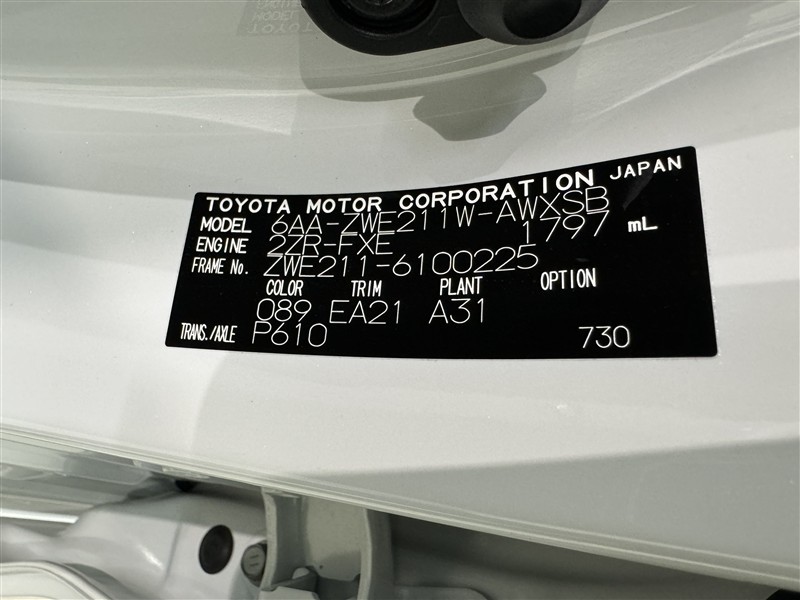 TOYOTA MOTOR CORPORATION JAPAN
MODEL 6AA-ZWE211W-AWXSB
ENGINE 2ZR-FXE 1797 mL
FRAME No. ZWE211-6100225
COLOR TRIM PLANT OPTION
089 EA21 A31
TRANS./AXLE P610 730